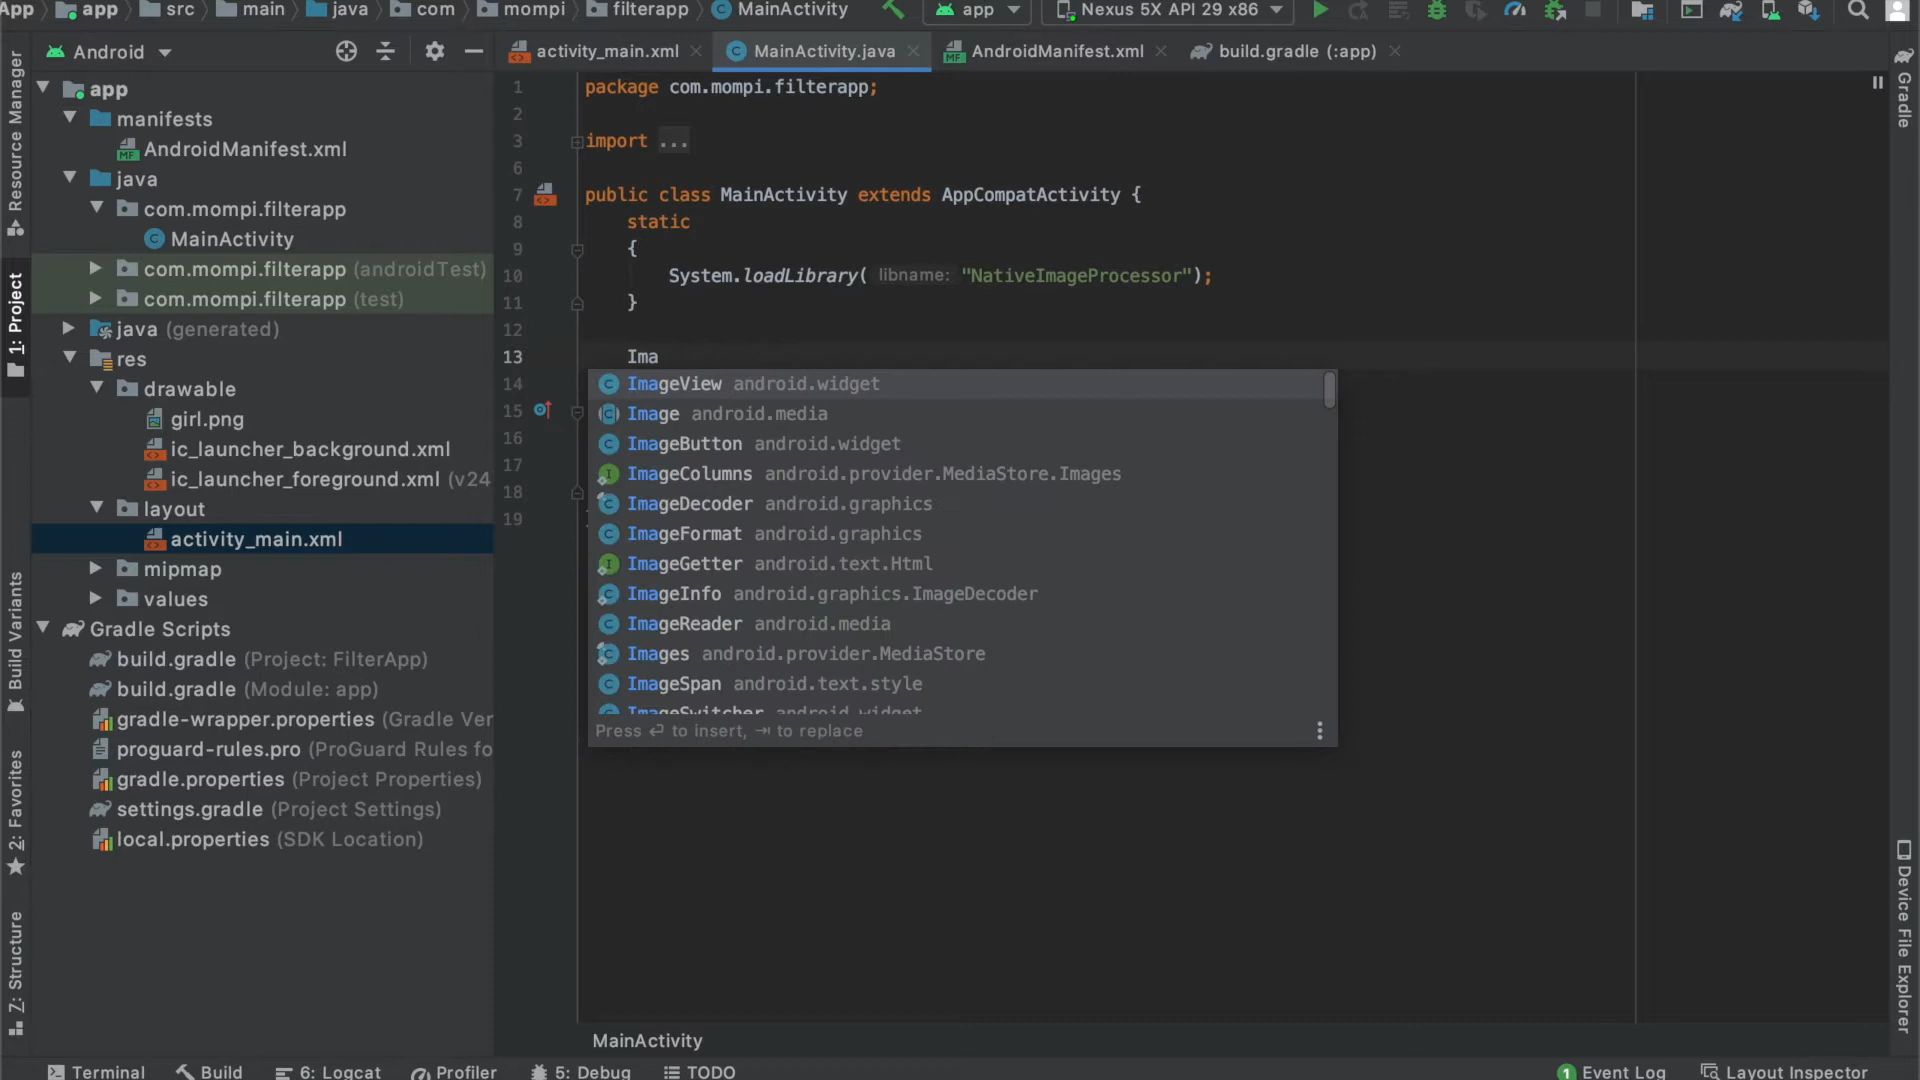 App app src main java com mompi filterapp MainActivity app Nexus 5X API 29 x86
Android
activity_main.xml MainActivity.java AndroidManifest.xml build.gradle (:app)
Resource Manager
1: Project
Build Variants
2: Favorites
7: Structure
app
manifests
AndroidManifest.xml
java
com.mompi.filterapp
MainActivity
com.mompi.filterapp (androidTest)
com.mompi.filterapp (test)
java (generated)
res
drawable
girl.png
ic_launcher_background.xml
ic_launcher_foreground.xml (v24
layout
activity_main.xml
mipmap
values
Gradle Scripts
build.gradle (Project: FilterApp)
build.gradle (Module: app)
gradle-wrapper.properties (Gradle Ver
proguard-rules.pro (ProGuard Rules fo
gradle.properties (Project Properties)
settings.gradle (Project Settings)
local.properties (SDK Location)
1 package com.mompi.filterapp;
2
3 import ...
6
7 public class MainActivity extends AppCompatActivity {
8 static
9 {
10 System.loadLibrary( libname: "NativeImageProcessor");
11 }
12
13 Ima
14
15
16
17
18
19
ImageView android.widget
Image android.media
ImageButton android.widget
ImageColumns android.provider.MediaStore.Images
ImageDecoder android.graphics
ImageFormat android.graphics
ImageGetter android.text.Html
ImageInfo android.graphics.ImageDecoder
ImageReader android.media
Images android.provider.MediaStore
ImageSpan android.text.style
ImageSwitcher android.widget
Press ↩ to insert, ⇥ to replace
MainActivity
Gradle
Device File Explorer
Terminal Build 6: Logcat Profiler 5: Debug TODO 1 Event Log Layout Inspector